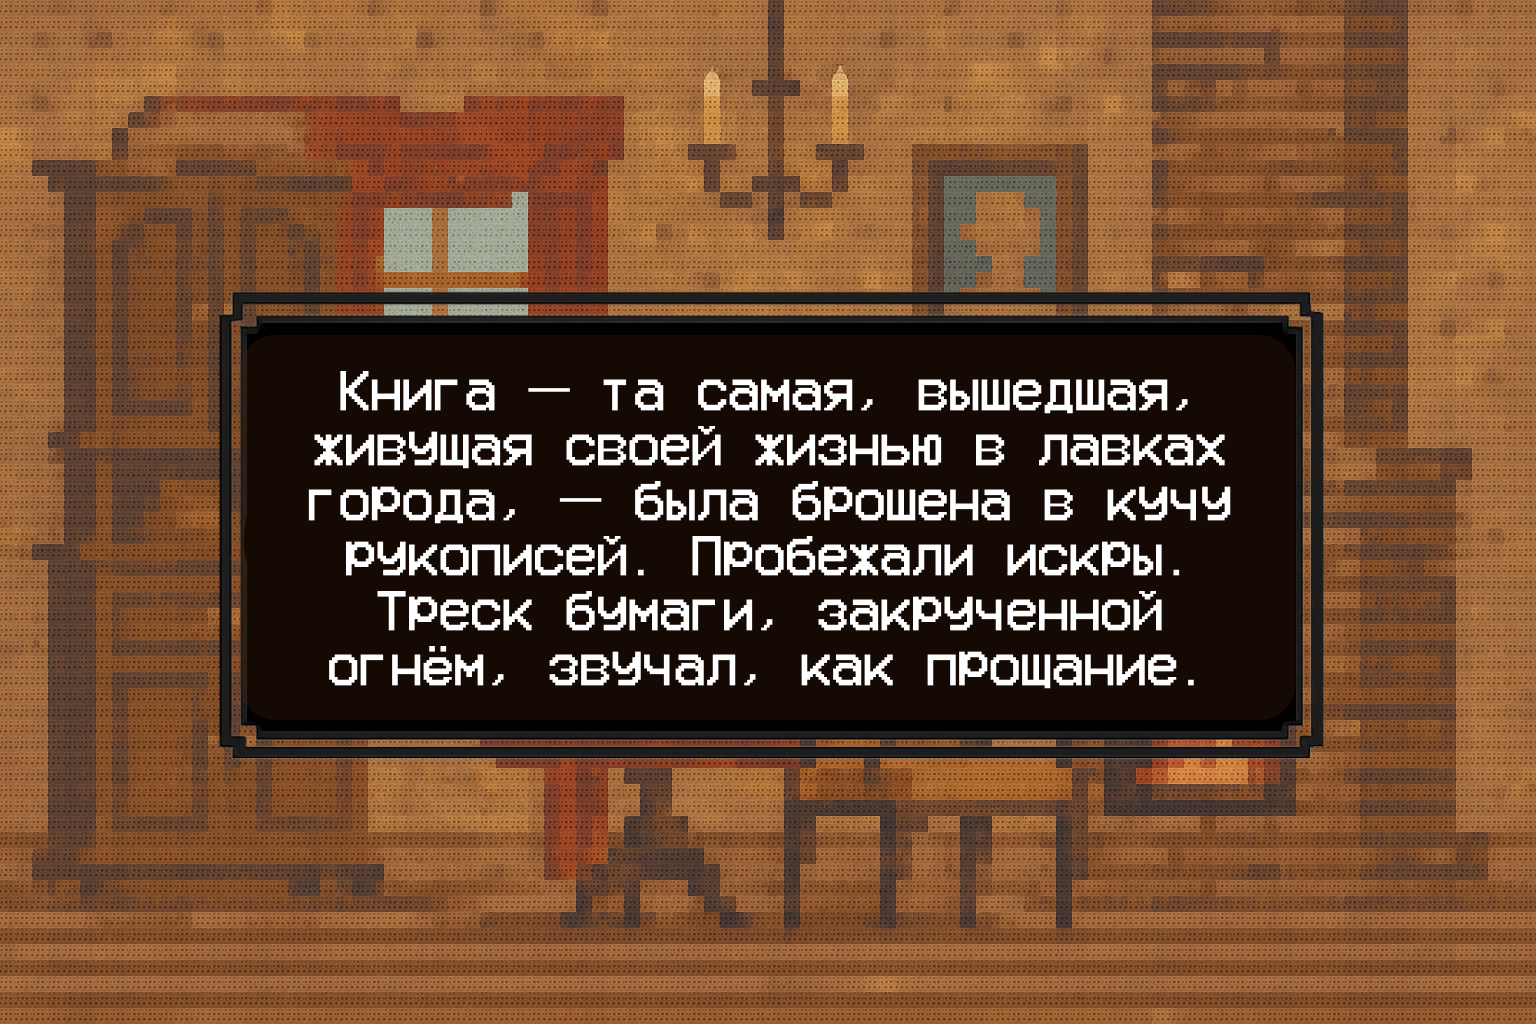 Книга — та самая, вышедшая,
живущая своей жизнью в лавках
города, — была брошена в кучу
рукописей. Пробежали искры.
Треск бумаги, закрученной
огнём, звучал, как прощание.